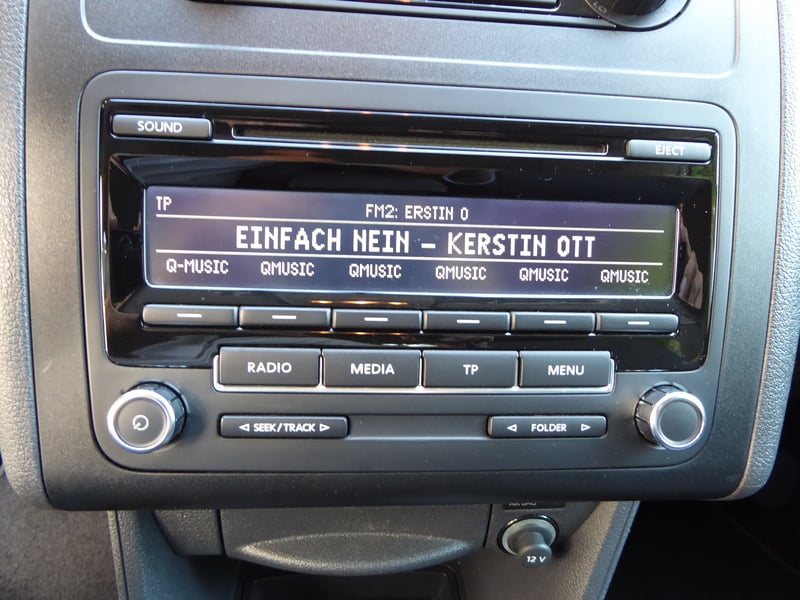 SOUND
EJECT
TP
FM2: ERSTIN O
EINFACH NEIN - KERSTIN OTT
Q-MUSIC QMUSIC QMUSIC QMUSIC QMUSIC QMUSIC
RADIO MEDIA TP MENU
SEEK/TRACK FOLDER
12 V